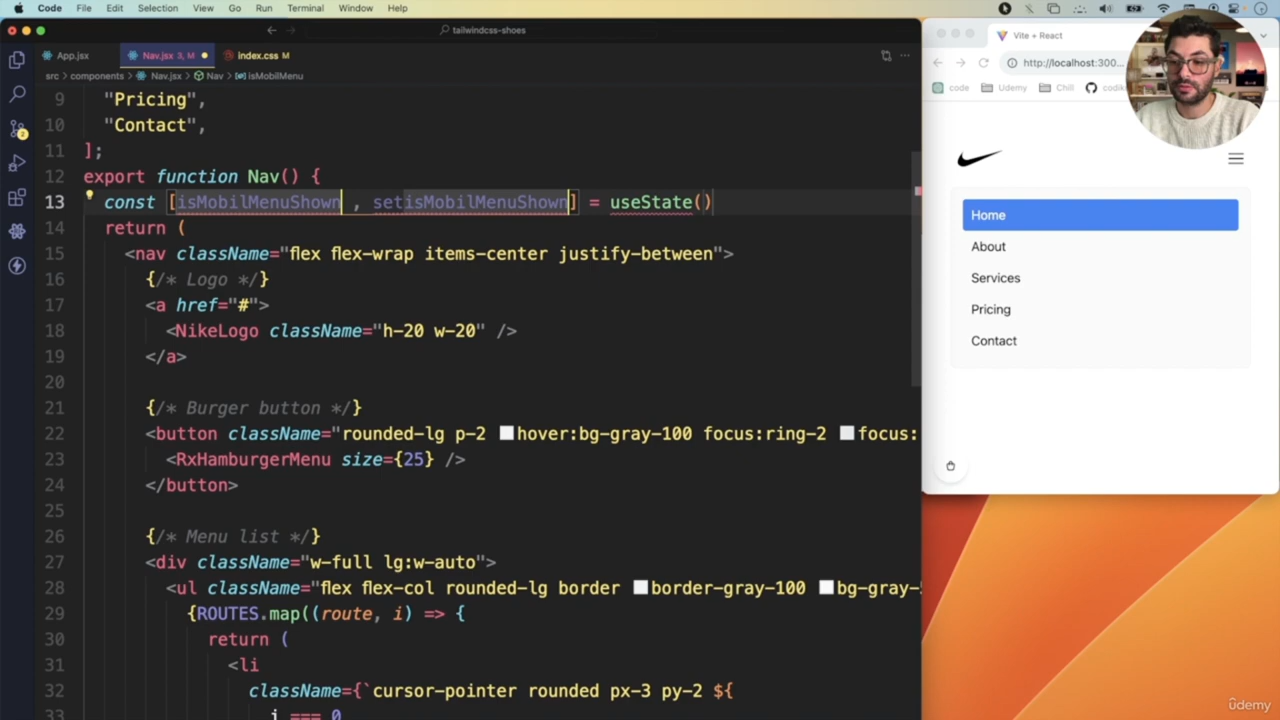 Code File Edit Selection View Go Run Terminal Window Help
tailwindcss-shoes
App.jsx Nav.jsx 3, M index.css M
src > components > Nav.jsx > Nav > isMobilMenu
9 "Pricing",
10 "Contact",
11 ];
12 export function Nav() {
13 const [isMobilMenuShown , setisMobilMenuShown] = useState()
14 return (
15 <nav className="flex flex-wrap items-center justify-between">
16 {/* Logo */}
17 <a href="#">
18 <NikeLogo className="h-20 w-20" />
19 </a>
20
21 {/* Burger button */}
22 <button className="rounded-lg p-2 hover:bg-gray-100 focus:ring-2 focus:
23 <RxHamburgerMenu size={25} />
24 </button>
25
26 {/* Menu list */}
27 <div className="w-full lg:w-auto">
28 <ul className="flex flex-col rounded-lg border border-gray-100 bg-gray-5
29 {ROUTES.map((route, i) => {
30 return (
31 <li
32 className={`cursor-pointer rounded px-3 py-2 ${
33 i === 0
Vite + React
http://localhost:300...
code Udemy Chill
Home
About
Services
Pricing
Contact
ûdemy